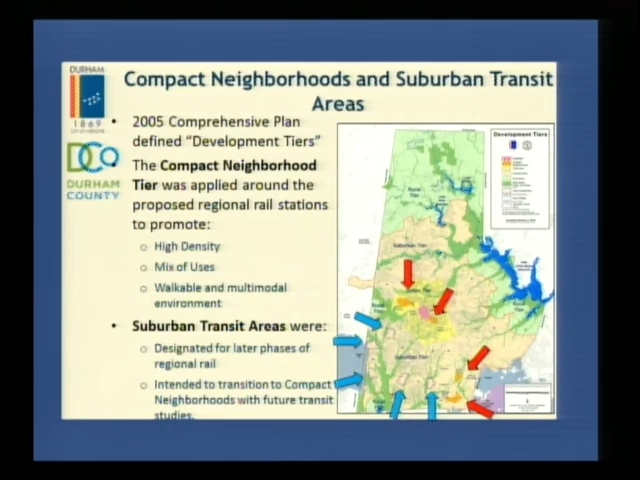 DURHAM
1869
CITY OF MEDICINE
DCO
DURHAM
COUNTY
Compact Neighborhoods and Suburban Transit
Areas
• 2005 Comprehensive Plan
defined “Development Tiers”
• The Compact Neighborhood
Tier was applied around the
proposed regional rail stations
to promote:
o High Density
o Mix of Uses
o Walkable and multimodal
environment
• Suburban Transit Areas were:
o Designated for later phases of
regional rail
o Intended to transition to Compact
Neighborhoods with future transit
studies.
Development Tiers
Rural
Tier
Suburban Tier
Rural
Tier
Suburban Tier